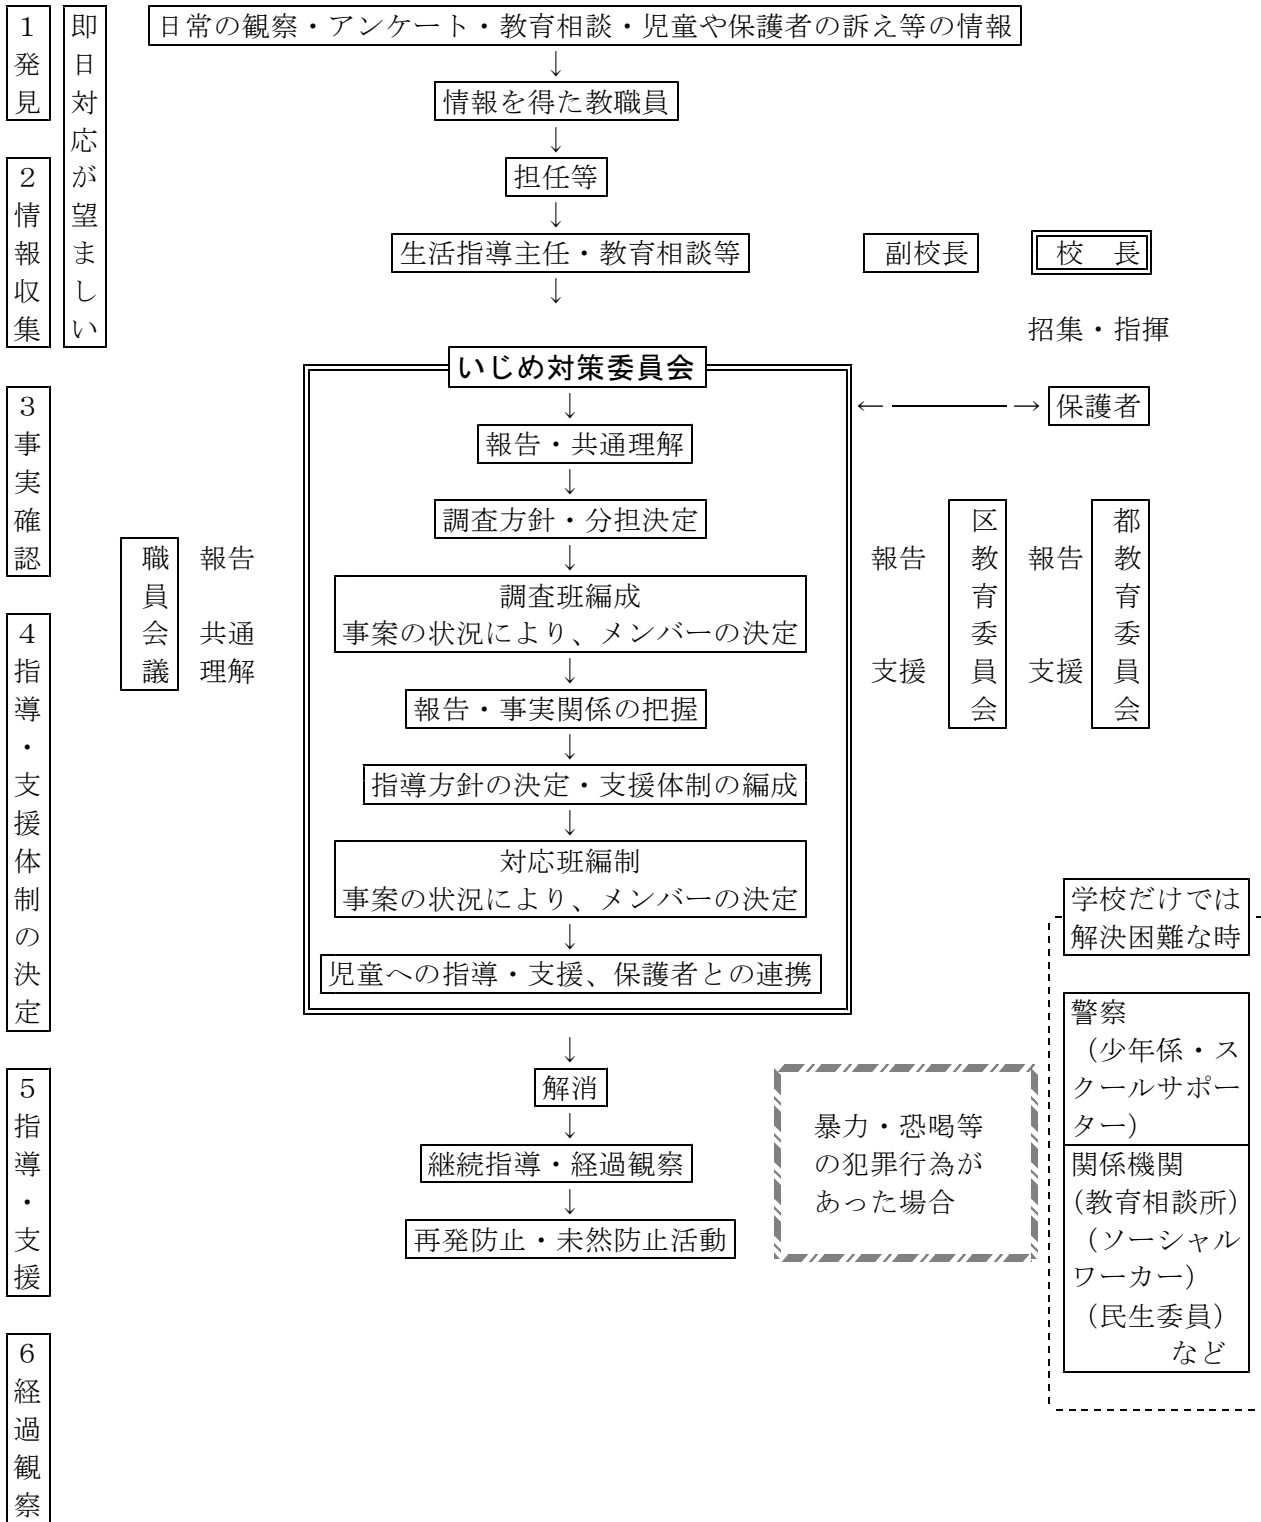 1発見
即日対応が望ましい
日常の観察・アンケート・教育相談・児童や保護者の訴え等の情報
↓
情報を得た教職員
↓
2情報収集
担任等
↓
生活指導主任・教育相談等
副校長
校　長
↓
招集・指揮
いじめ対策委員会
3事実確認
↓
← → 保護者
報告・共通理解
↓
調査方針・分担決定
↓
職員会議
報告
共通
理解
調査班編成
事案の状況により、メンバーの決定
報告
支援
区教育委員会
報告
支援
都教育委員会
4指導・支援体制の決定
↓
報告・事実関係の把握
↓
指導方針の決定・支援体制の編成
↓
対応班編制
事案の状況により、メンバーの決定
↓
児童への指導・支援、保護者との連携
学校だけでは
解決困難な時
警察
（少年係・ス
クールサポー
ター）
関係機関
（教育相談所）
（ソーシャル
ワーカー）
（民生委員）
など
5指導・支援
↓
解消
↓
継続指導・経過観察
↓
再発防止・未然防止活動
暴力・恐喝等
の犯罪行為が
あった場合
6経過観察